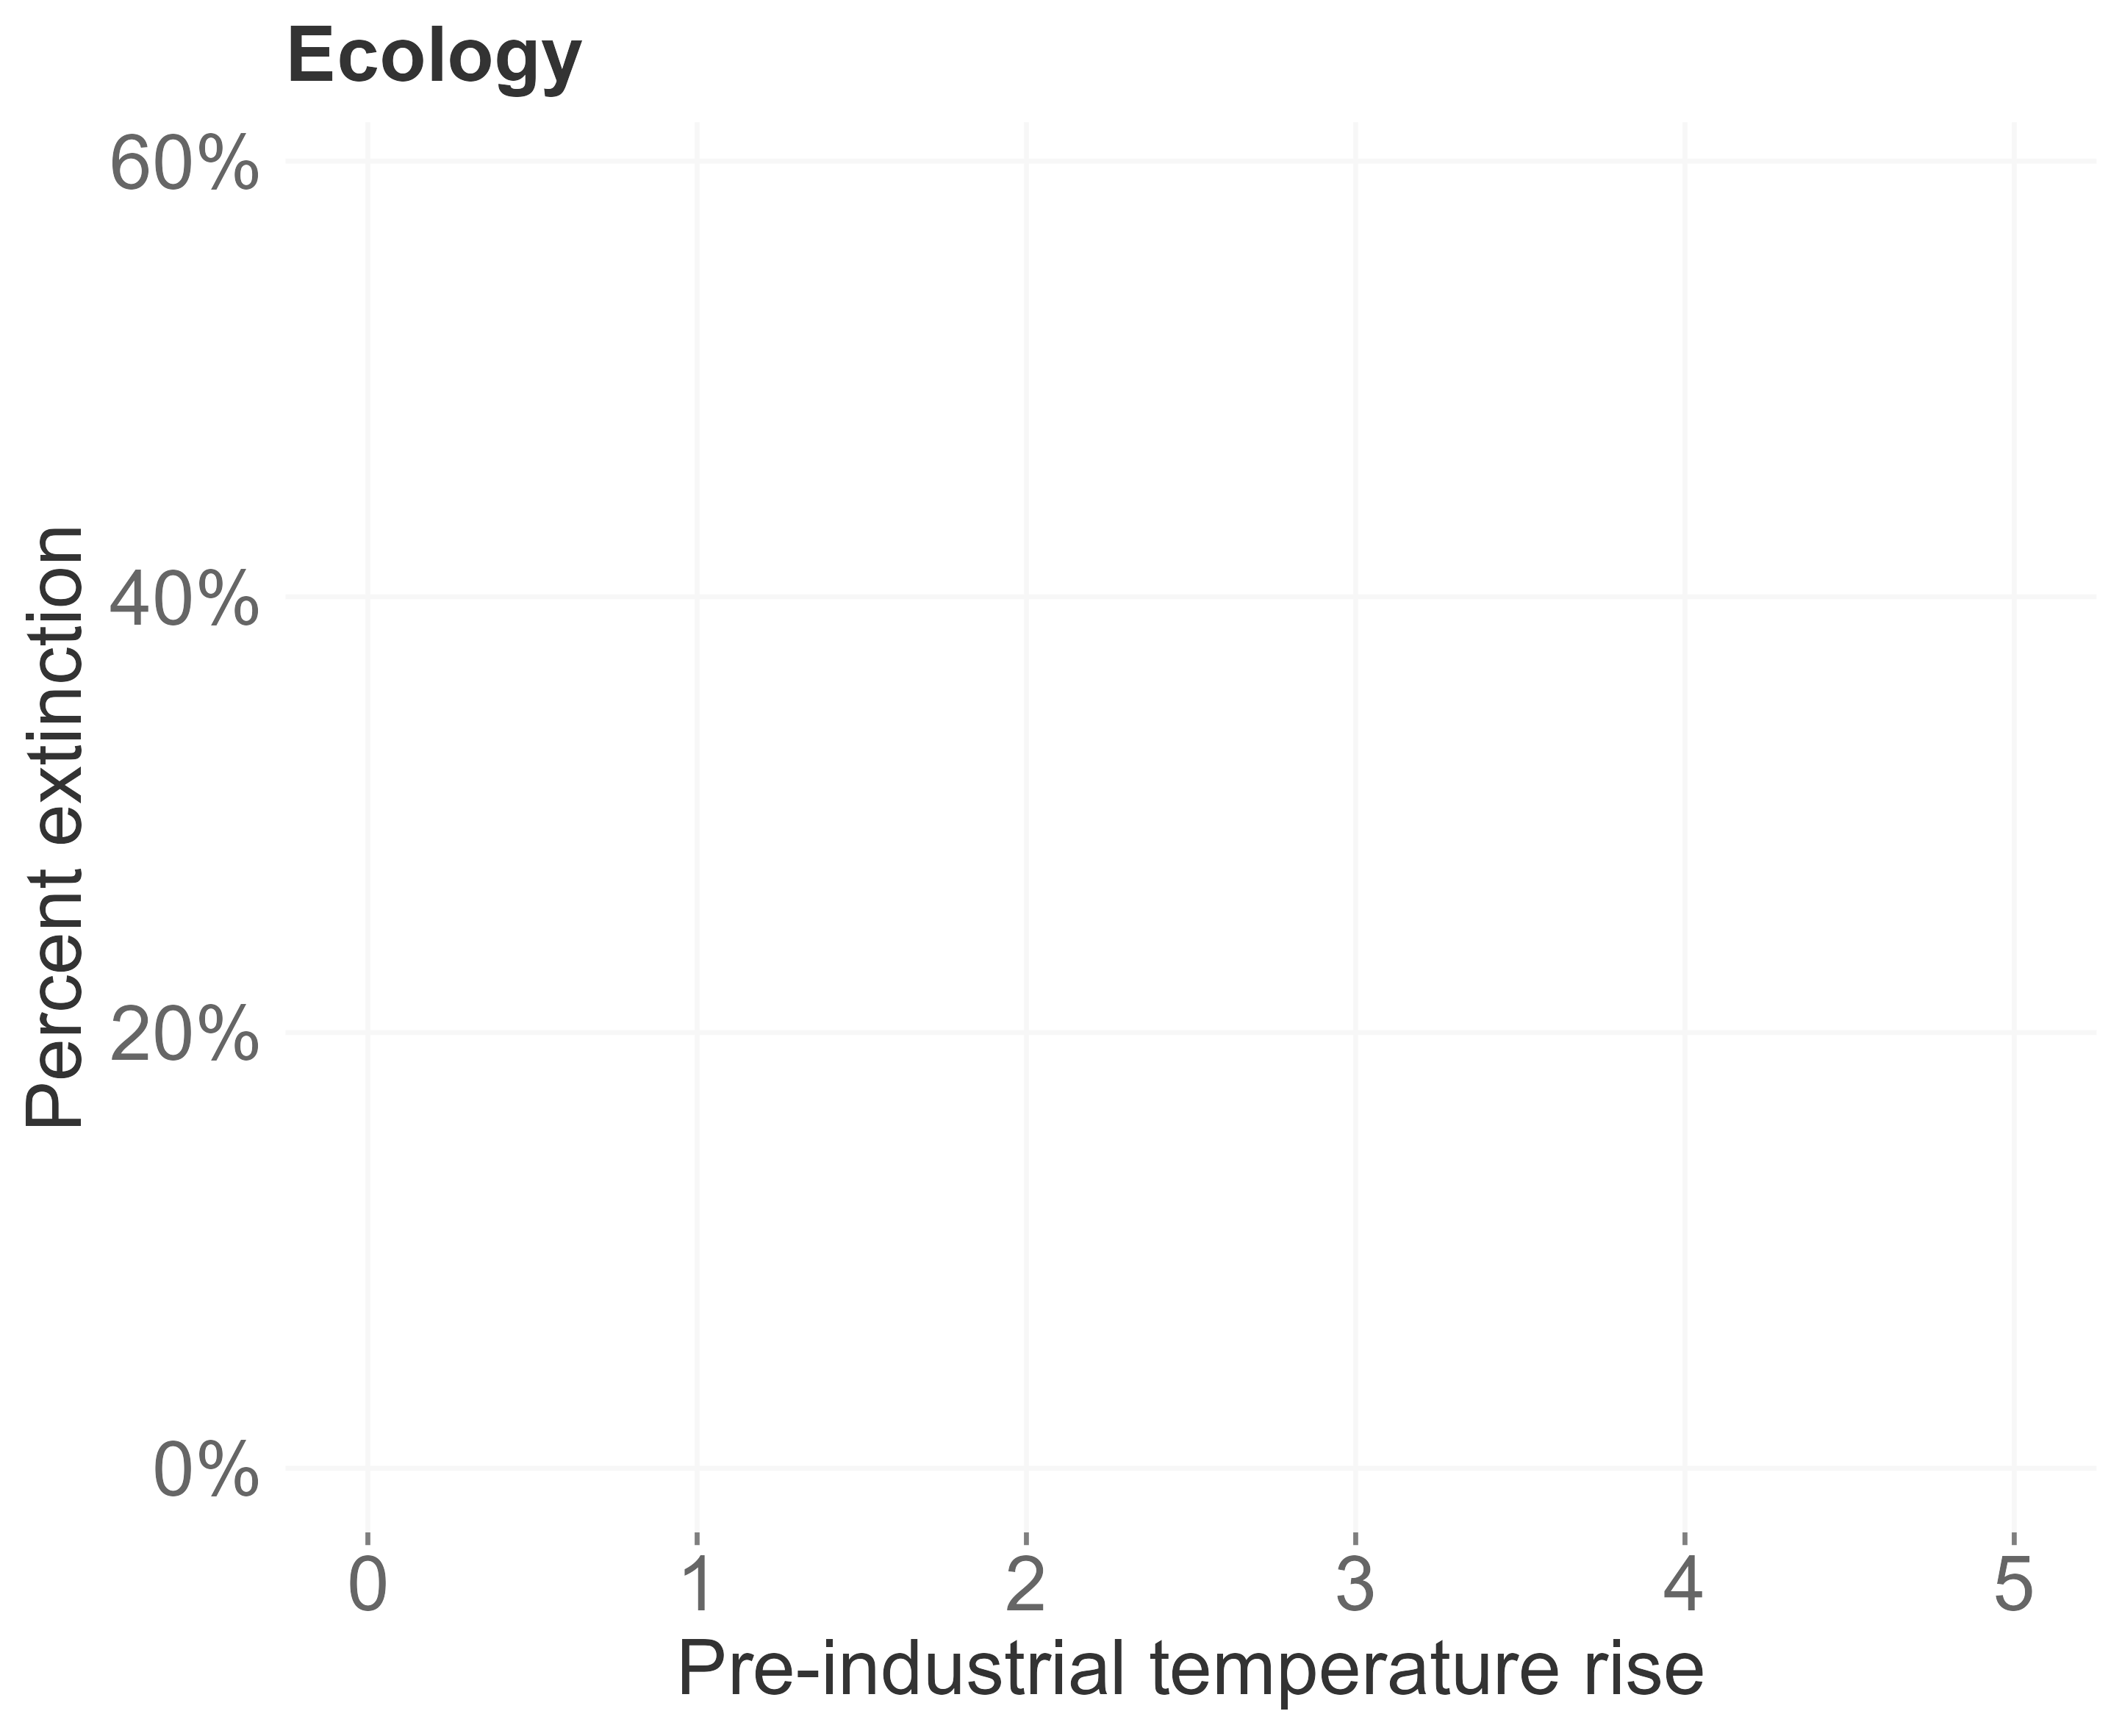 Ecology
60%
40%
20%
0%
Percent extinction
0 1 2 3 4 5
Pre-industrial temperature rise